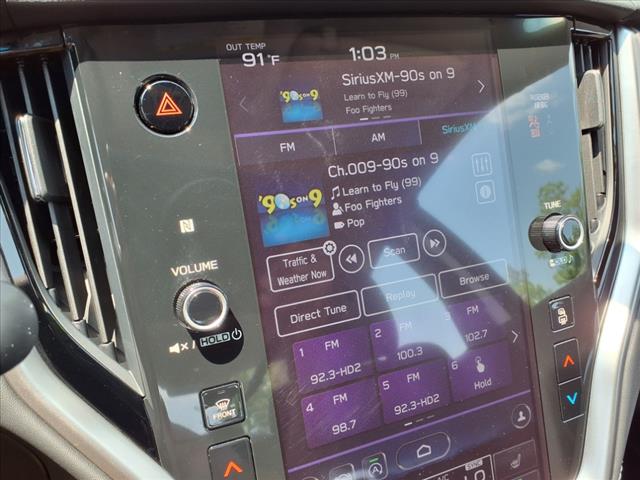 OUT TEMP
91°F
1:03 PM
SiriusXM-90s on 9
Learn to Fly (99)
Foo Fighters
'90s ON 9
FM
AM
SiriusXM
Ch.009-90s on 9
Learn to Fly (99)
Foo Fighters
Pop
'90s ON 9
Traffic &
Weather Now
Scan
Direct Tune
Replay
Browse
1 FM
92.3-HD2
2 FM
100.3
102.7
4 FM
98.7
5 FM
92.3-HD2
6
Hold
VOLUME
HOLD
FRONT
TUNE